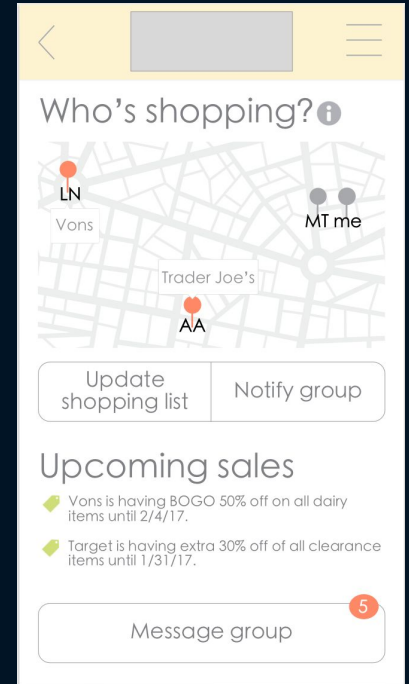 Who's shopping?
i
LN
Vons
MT me
Trader Joe's
AA
Update
shopping list
Notify group
Upcoming sales
Vons is having BOGO 50% off on all dairy
items until 2/4/17.
Target is having extra 30% off of all clearance
items until 1/31/17.
5
Message group